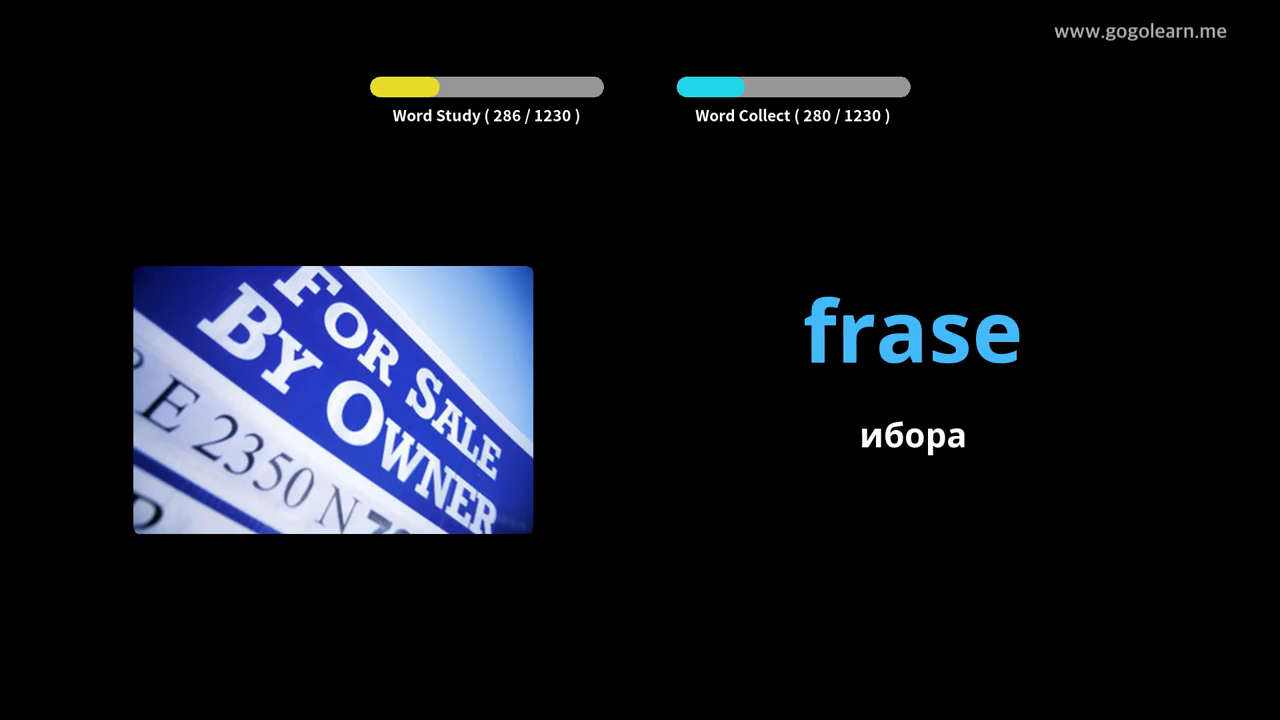 www.gogolearn.me
Word Study ( 286 / 1230 )
Word Collect ( 280 / 1230 )
FOR SALE
BY OWNER
E 2350 N
frase
ибора